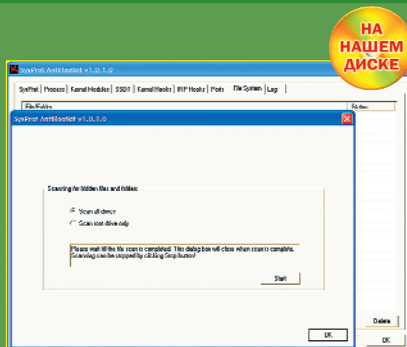 НА
НАШЕМ
ДИСКЕ
SysProt AntiRootkit v1.0.1.0
SysProt Process Kernel Modules SSDT Kernel Hooks IRP Hooks Ports File System Log
File/Folder Status
SysProt AntiRootkit v1.0.1.0
Scanning for hidden files and folders
Scan all drives
Scan root drive only
Please wait till the file scan is completed. This dialog box will close when scan is complete.
Scanning can be stopped by clicking Stop button!
Start
Delete
OK
OK